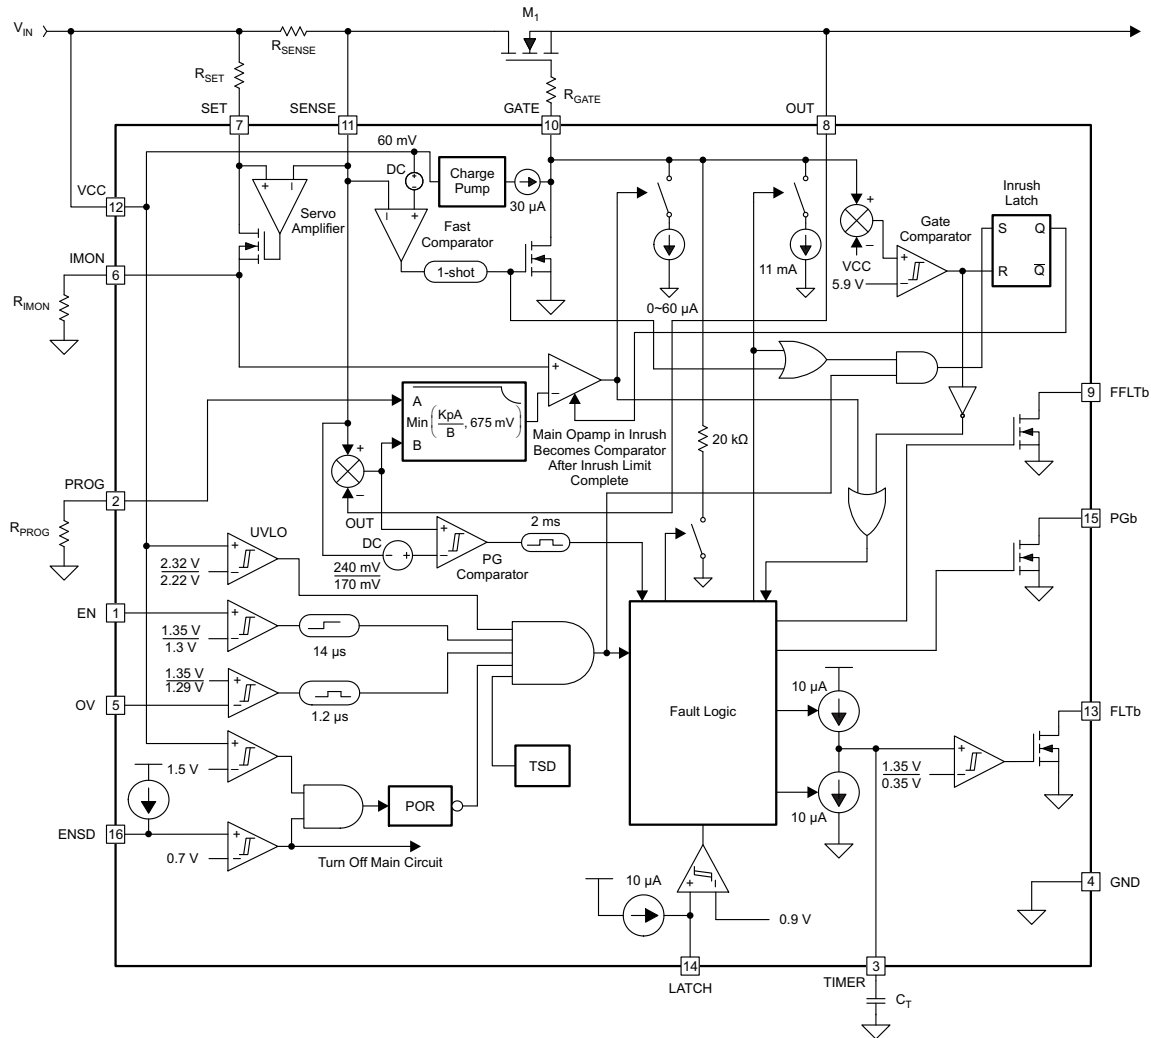 VIN
M1
RSENSE
RSET
RGATE
SET
SENSE
GATE
OUT
7
11
10
8
60 mV
DC
Charge
Pump
30 µA
VCC
12
Servo
Amplifier
Fast
Comparator
1-shot
Inrush
Latch
S
Q
R
Q
Gate
Comparator
VCC
5.9 V
11 mA
0~60 µA
IMON
6
RIMON
A
Min ( KpA
B , 675 mV )
B
Main Opamp in Inrush
Becomes Comparator
After Inrush Limit
Complete
20 kΩ
9
FFLTb
PROG
2
RPROG
OUT
DC
240 mV
170 mV
PG
Comparator
2 ms
15
PGb
UVLO
2.32 V
2.22 V
EN
1
1.35 V
1.3 V
14 µs
1.35 V
1.29 V
OV
5
1.2 µs
Fault Logic
10 µA
13
FLTb
1.35 V
0.35 V
10 µA
1.5 V
TSD
POR
ENSD
16
0.7 V
Turn Off Main Circuit
10 µA
0.9 V
4
GND
14
LATCH
3
TIMER
CT